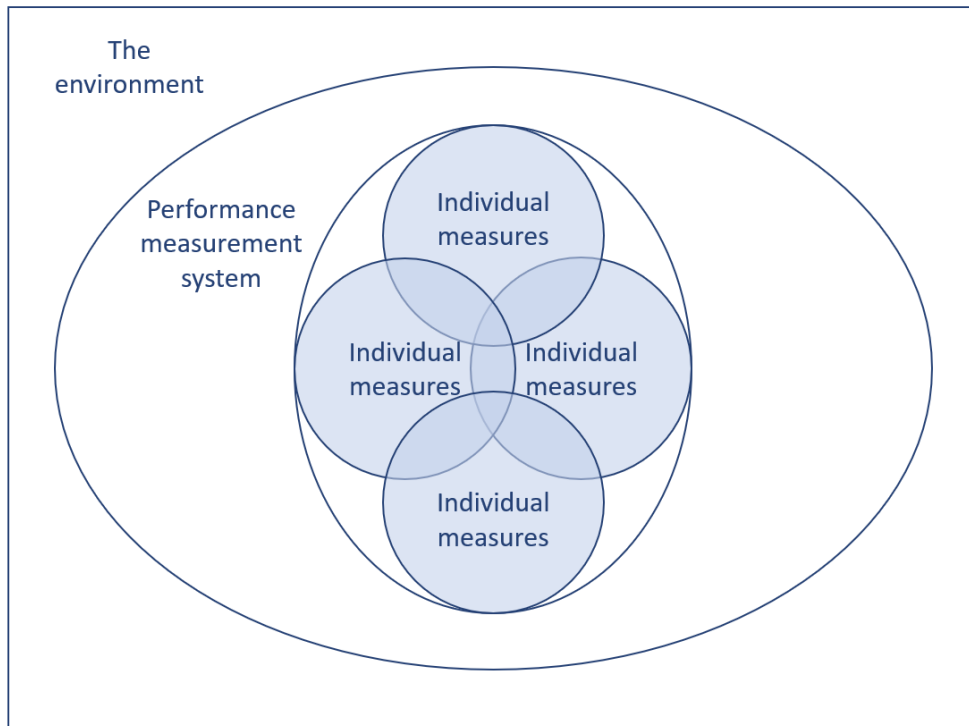 The
environment
Performance
measurement
system
Individual
measures
Individual
measures
Individual
measures
Individual
measures